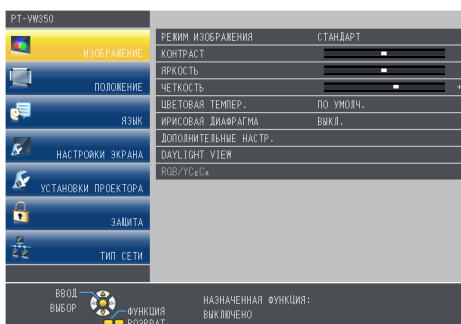 PT-VW350
ИЗОБРАЖЕНИЕ
ПОЛОЖЕНИЕ
ЯЗЫК
НАСТРОЙКИ ЭКРАНА
УСТАНОВКИ ПРОЕКТОРА
ЗАЩИТА
ТИП СЕТИ
РЕЖИМ ИЗОБРАЖЕНИЯ СТАНДАРТ
КОНТРАСТ
ЯРКОСТЬ
ЧЕТКОСТЬ +
ЦВЕТОВАЯ ТЕМПЕР. ПО УМОЛЧ.
ИРИСОВАЯ ДИАФРАГМА ВЫКЛ.
ДОПОЛНИТЕЛЬНЫЕ НАСТР.
DAYLIGHT VIEW
RGB/YCBCR
ВВОД
ВЫБОР
ФУНКЦИЯ
ВОЗВРАТ
НАЗНАЧЕННАЯ ФУНКЦИЯ:
ВЫКЛЮЧЕНО